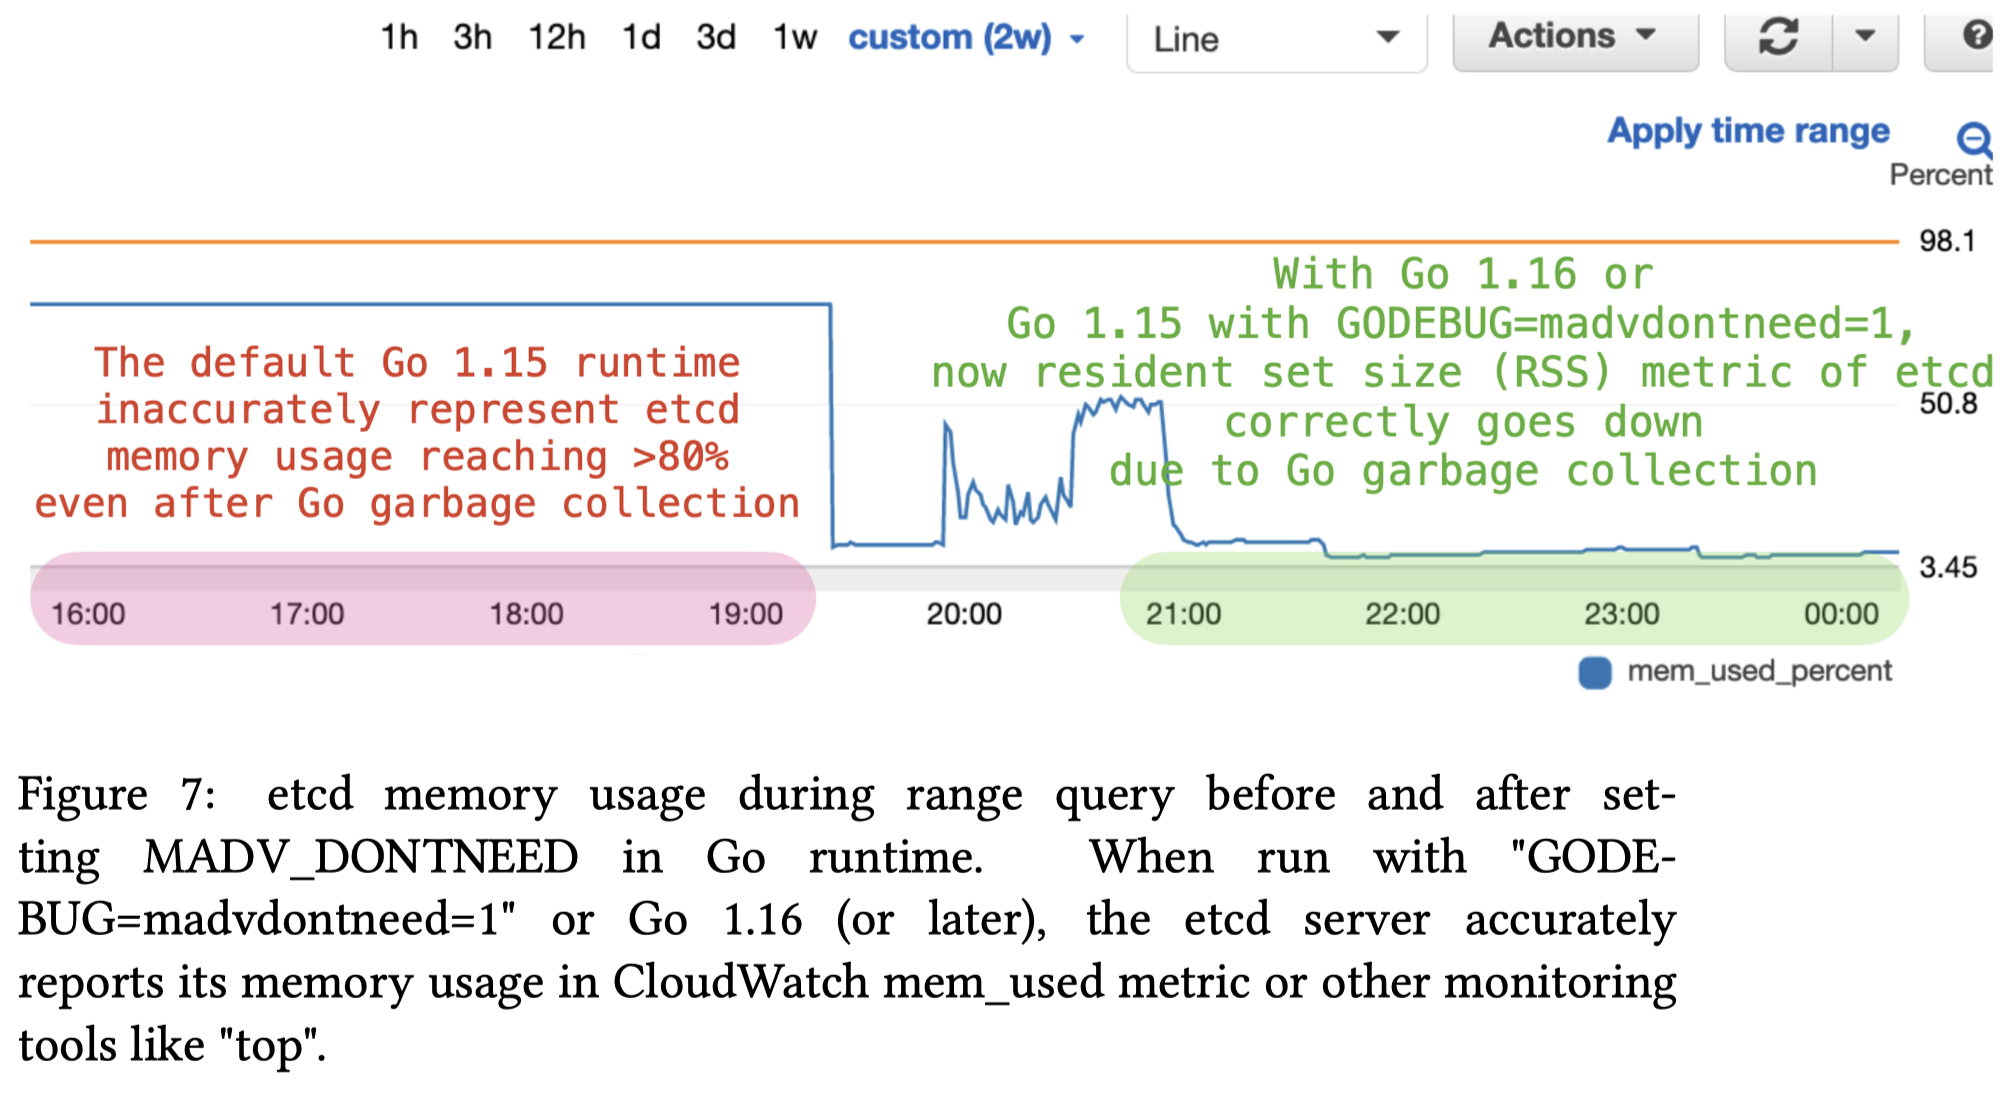 1h 3h 12h 1d 3d 1w custom (2w) Line Actions ?
Apply time range
Percent
98.1
With Go 1.16 or
Go 1.15 with GODEBUG=madvdontneed=1,
now resident set size (RSS) metric of etcd
correctly goes down
due to Go garbage collection
The default Go 1.15 runtime
inaccurately represent etcd
memory usage reaching >80%
even after Go garbage collection
50.8
3.45
16:00 17:00 18:00 19:00 20:00 21:00 22:00 23:00 00:00
mem_used_percent
Figure 7: etcd memory usage during range query before and after set-
ting MADV_DONTNEED in Go runtime. When run with "GODE-
BUG=madvdontneed=1" or Go 1.16 (or later), the etcd server accurately
reports its memory usage in CloudWatch mem_used metric or other monitoring
tools like "top".